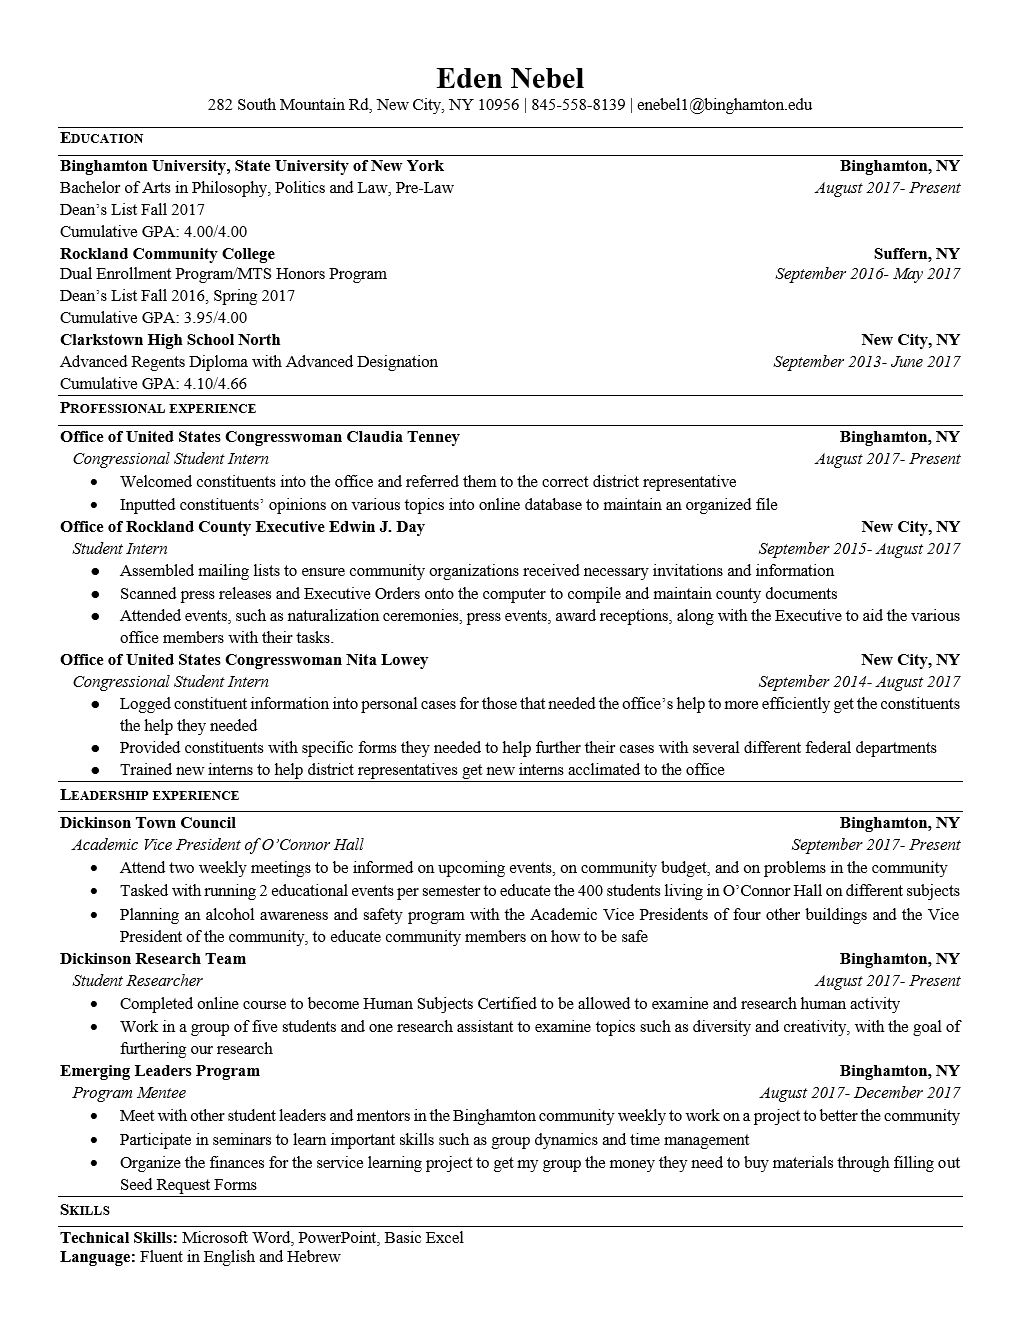 Eden Nebel
282 South Mountain Rd, New City, NY 10956 | 845-558-8139 | enebel1@binghamton.edu
EDUCATION
Binghamton University, State University of New York Binghamton, NY
Bachelor of Arts in Philosophy, Politics and Law, Pre-Law August 2017- Present
Dean’s List Fall 2017
Cumulative GPA: 4.00/4.00
Rockland Community College Suffern, NY
Dual Enrollment Program/MTS Honors Program September 2016- May 2017
Dean’s List Fall 2016, Spring 2017
Cumulative GPA: 3.95/4.00
Clarkstown High School North New City, NY
Advanced Regents Diploma with Advanced Designation September 2013- June 2017
Cumulative GPA: 4.10/4.66
PROFESSIONAL EXPERIENCE
Office of United States Congresswoman Claudia Tenney Binghamton, NY
Congressional Student Intern August 2017- Present
● Welcomed constituents into the office and referred them to the correct district representative
● Inputted constituents’ opinions on various topics into online database to maintain an organized file
Office of Rockland County Executive Edwin J. Day New City, NY
Student Intern September 2015- August 2017
● Assembled mailing lists to ensure community organizations received necessary invitations and information
● Scanned press releases and Executive Orders onto the computer to compile and maintain county documents
● Attended events, such as naturalization ceremonies, press events, award receptions, along with the Executive to aid the various
office members with their tasks.
Office of United States Congresswoman Nita Lowey New City, NY
Congressional Student Intern September 2014- August 2017
● Logged constituent information into personal cases for those that needed the office’s help to more efficiently get the constituents
the help they needed
● Provided constituents with specific forms they needed to help further their cases with several different federal departments
● Trained new interns to help district representatives get new interns acclimated to the office
LEADERSHIP EXPERIENCE
Dickinson Town Council Binghamton, NY
Academic Vice President of O’Connor Hall September 2017- Present
● Attend two weekly meetings to be informed on upcoming events, on community budget, and on problems in the community
● Tasked with running 2 educational events per semester to educate the 400 students living in O’Connor Hall on different subjects
● Planning an alcohol awareness and safety program with the Academic Vice Presidents of four other buildings and the Vice
President of the community, to educate community members on how to be safe
Dickinson Research Team Binghamton, NY
Student Researcher August 2017- Present
● Completed online course to become Human Subjects Certified to be allowed to examine and research human activity
● Work in a group of five students and one research assistant to examine topics such as diversity and creativity, with the goal of
furthering our research
Emerging Leaders Program Binghamton, NY
Program Mentee August 2017- December 2017
● Meet with other student leaders and mentors in the Binghamton community weekly to work on a project to better the community
● Participate in seminars to learn important skills such as group dynamics and time management
● Organize the finances for the service learning project to get my group the money they need to buy materials through filling out
Seed Request Forms
SKILLS
Technical Skills: Microsoft Word, PowerPoint, Basic Excel
Language: Fluent in English and Hebrew